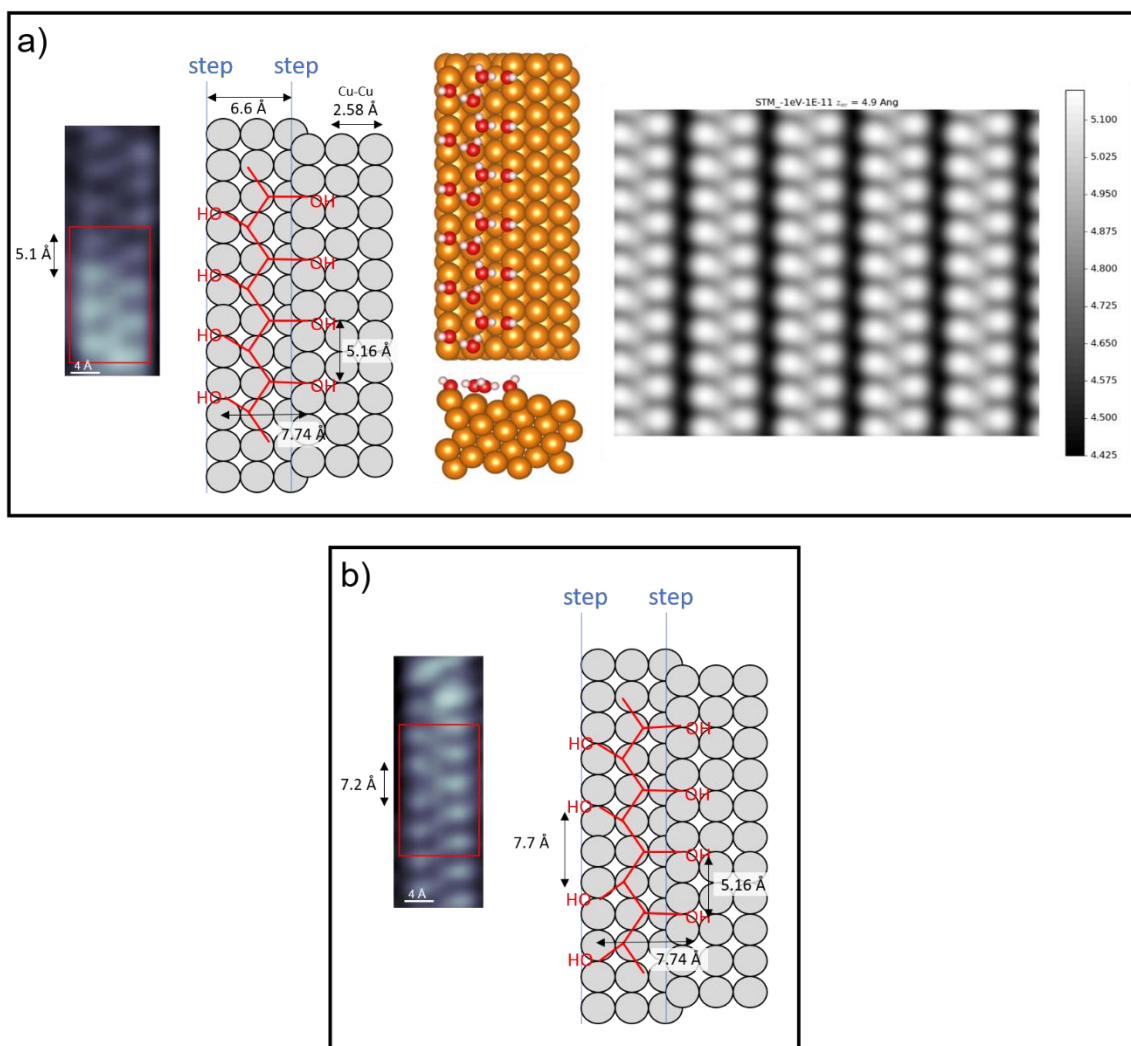 a)
step
step
6.6 Å
Cu-Cu
2.58 Å
5.1 Å
4 Å
HO
OH
HO
OH
HO
OH
5.16 Å
HO
OH
7.74 Å
STM_-1eV-1E-11
= 4.9 Ang
5.100
5.025
4.950
4.875
4.800
4.725
4.650
4.575
4.500
4.425
b)
step
step
7.2 Å
4 Å
HO
OH
HO
OH
7.7 Å
OH
5.16 Å
HO
OH
HO
7.74 Å